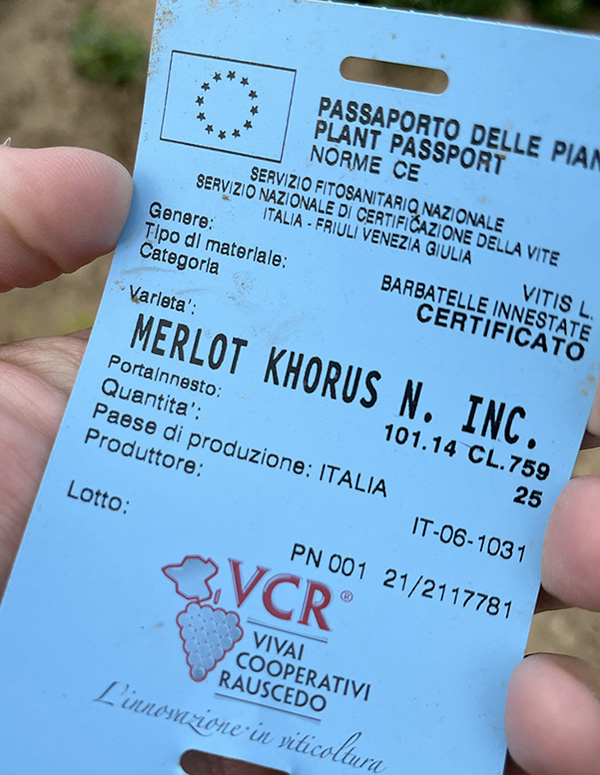 PASSAPORTO DELLE PIAN
PLANT PASSPORT
NORME CE
SERVIZIO FITOSANITARIO NAZIONALE
SERVIZIO NAZIONALE DI CERTIFICAZIONE DELLA VITE
ITALIA - FRIULI VENEZIA GIULIA
Genere: VITIS L.
Tipo di materiale: BARBATELLE INNESTATE
Categoria CERTIFICATO
Varieta':
MERLOT KHORUS N. INC.
Portainnesto: 101.14 CL.759
Quantita': 25
Paese di produzione: ITALIA
Produttore: IT-06-1031
Lotto: PN 001 21/2117781
VCR®
VIVAI
COOPERATIVI
RAUSCEDO
L'innovazione in viticoltura